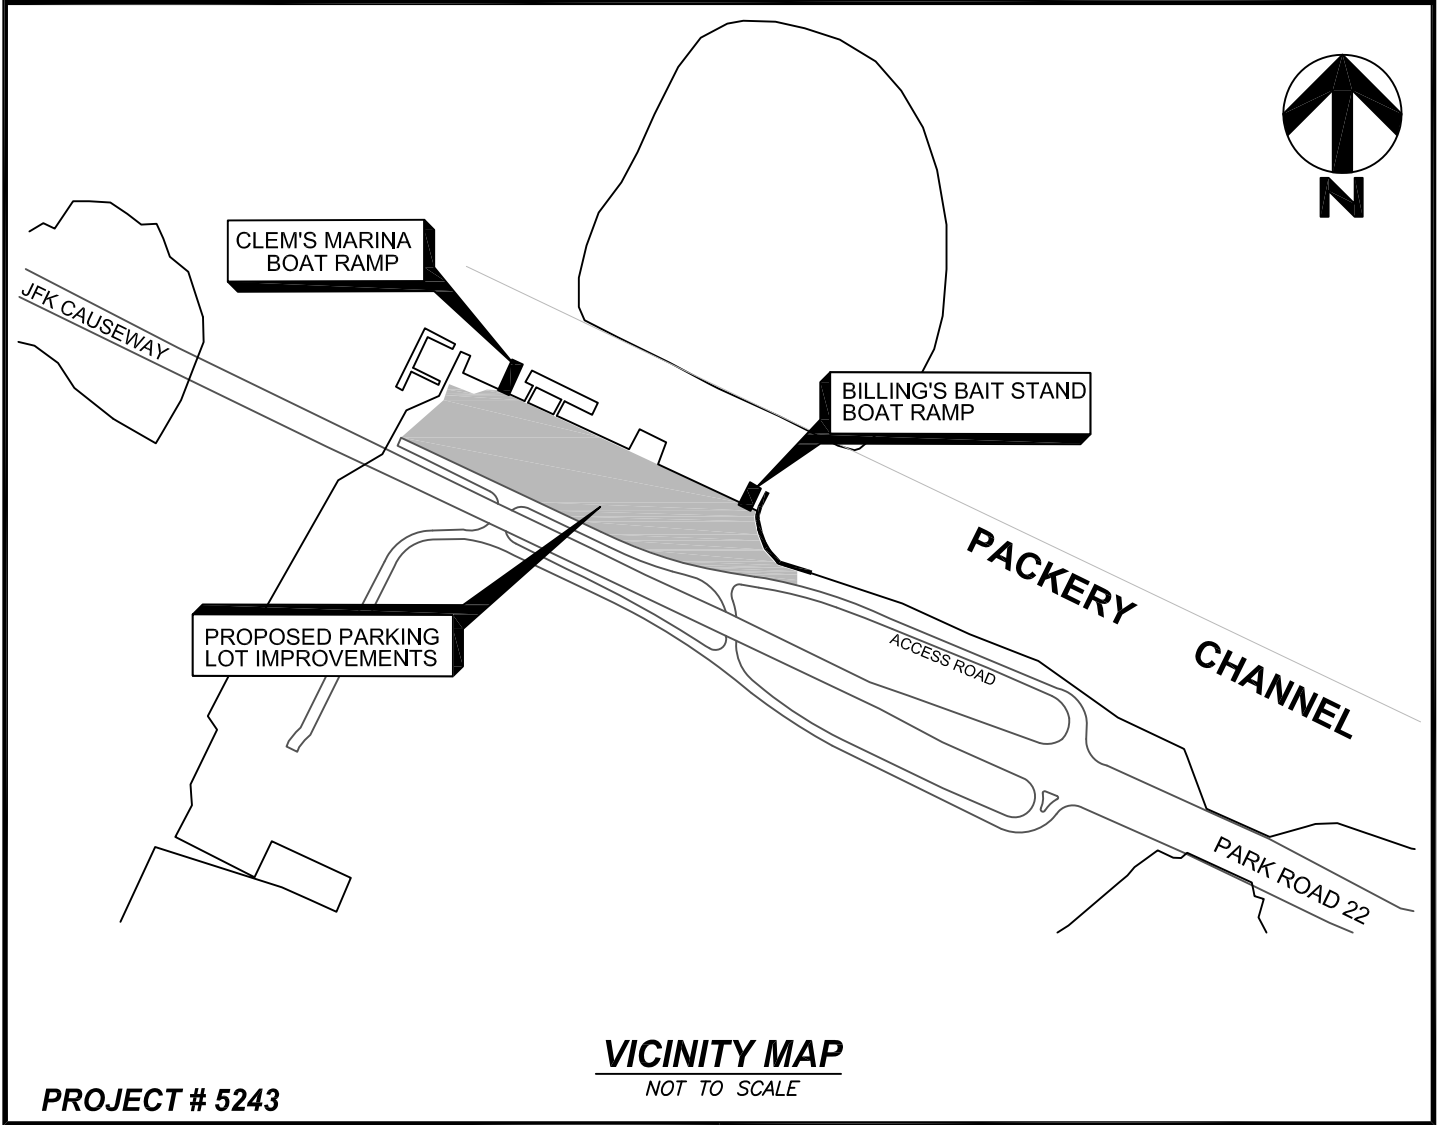 N
CLEM'S MARINA
BOAT RAMP
JFK CAUSEWAY
BILLING'S BAIT STAND
BOAT RAMP
PACKERY CHANNEL
PROPOSED PARKING
LOT IMPROVEMENTS
ACCESS ROAD
PARK ROAD 22
VICINITY MAP
NOT TO SCALE
PROJECT # 5243